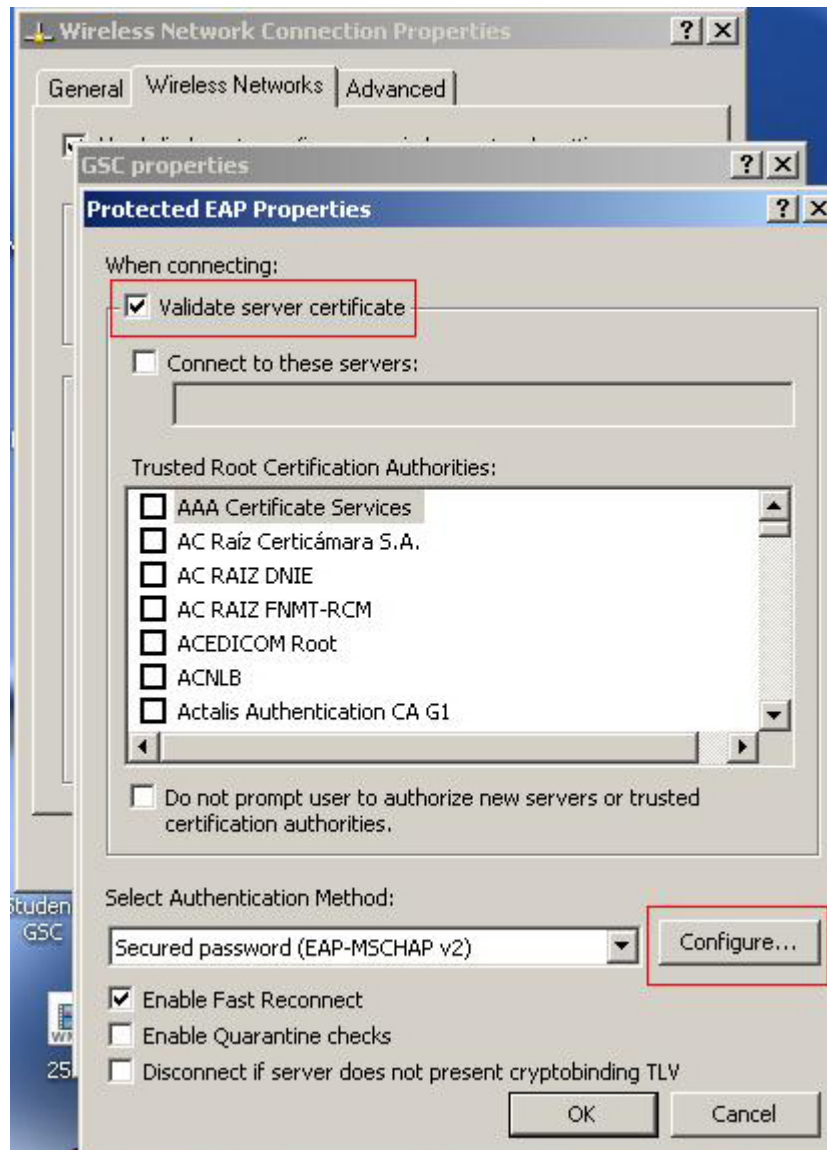 Wireless Network Connection Properties
General Wireless Networks Advanced
GSC properties
Protected EAP Properties
When connecting:
Validate server certificate
Connect to these servers:
Trusted Root Certification Authorities:
AAA Certificate Services
AC Raíz Certicámara S.A.
AC RAIZ DNIE
AC RAIZ FNMT-RCM
ACEDICOM Root
ACNLB
Actalis Authentication CA G1
Do not prompt user to authorize new servers or trusted
certification authorities.
Select Authentication Method:
Secured password (EAP-MSCHAP v2) Configure...
Enable Fast Reconnect
Enable Quarantine checks
Disconnect if server does not present cryptobinding TLV
OK Cancel
GSC
25